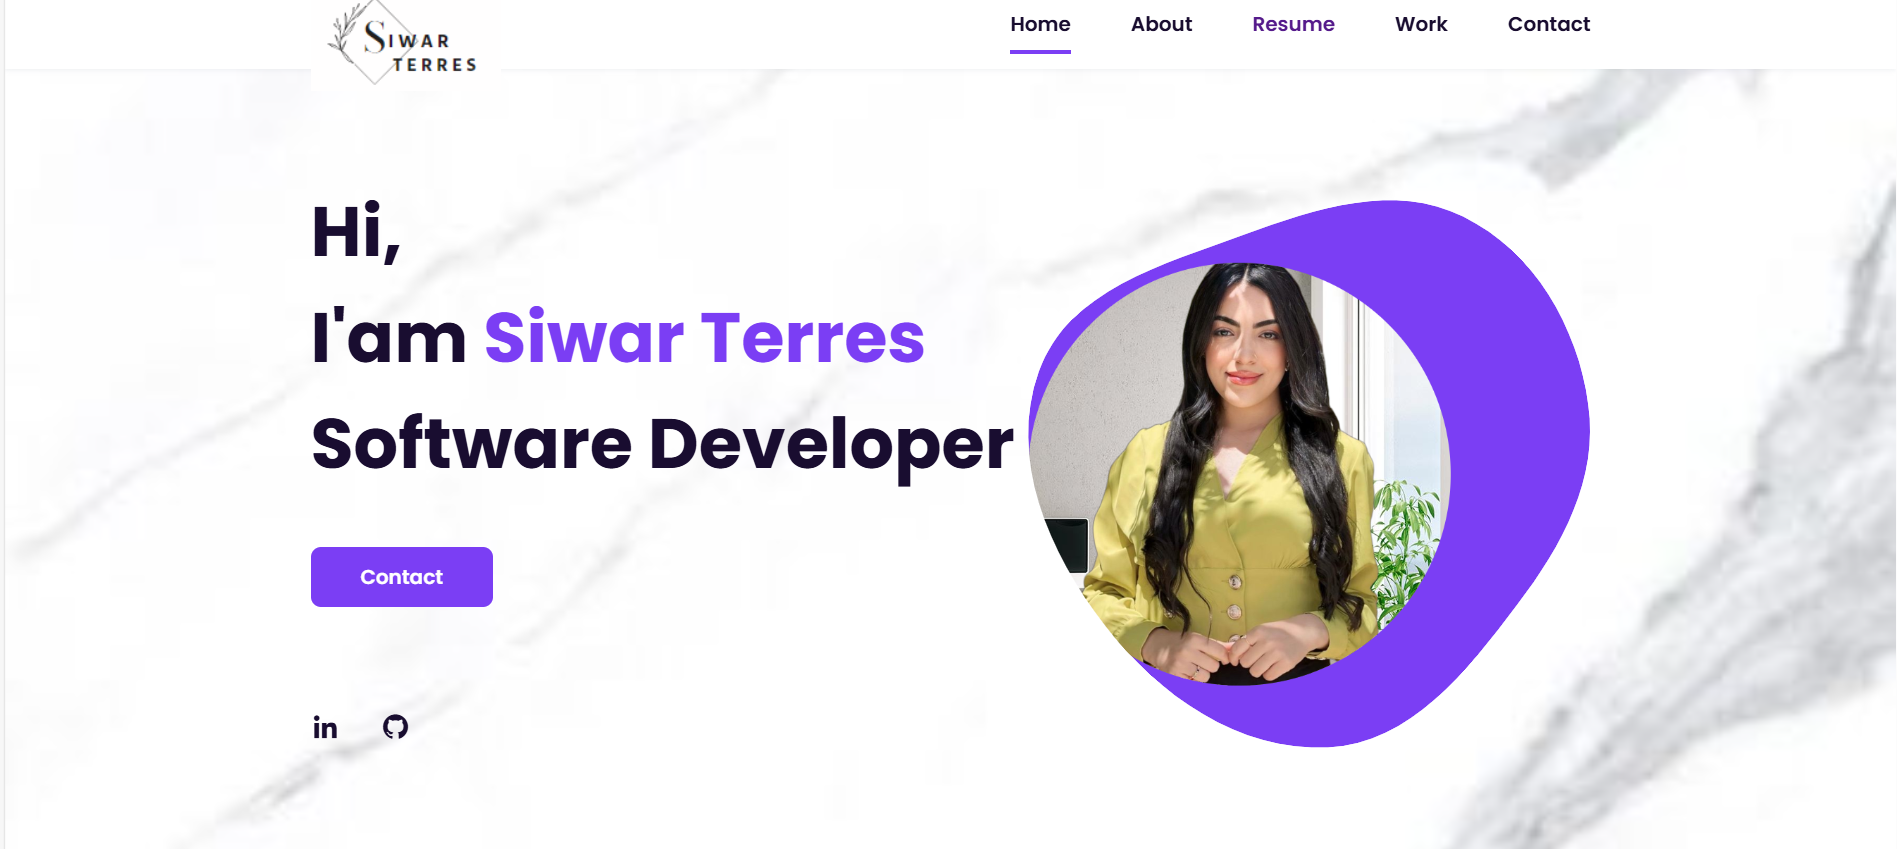 SIWAR
TERRES
Home About Resume Work Contact
Hi,
I'am Siwar Terres
Software Developer
Contact
in